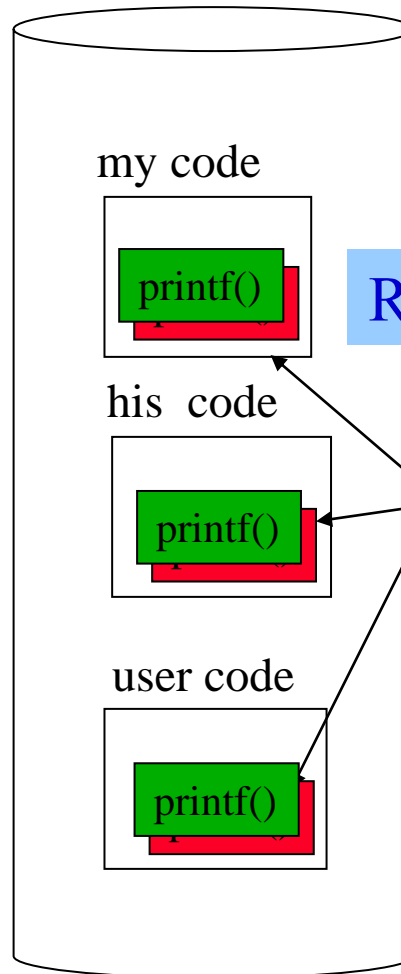 my code
printf()
R
his code
printf()
user code
printf()